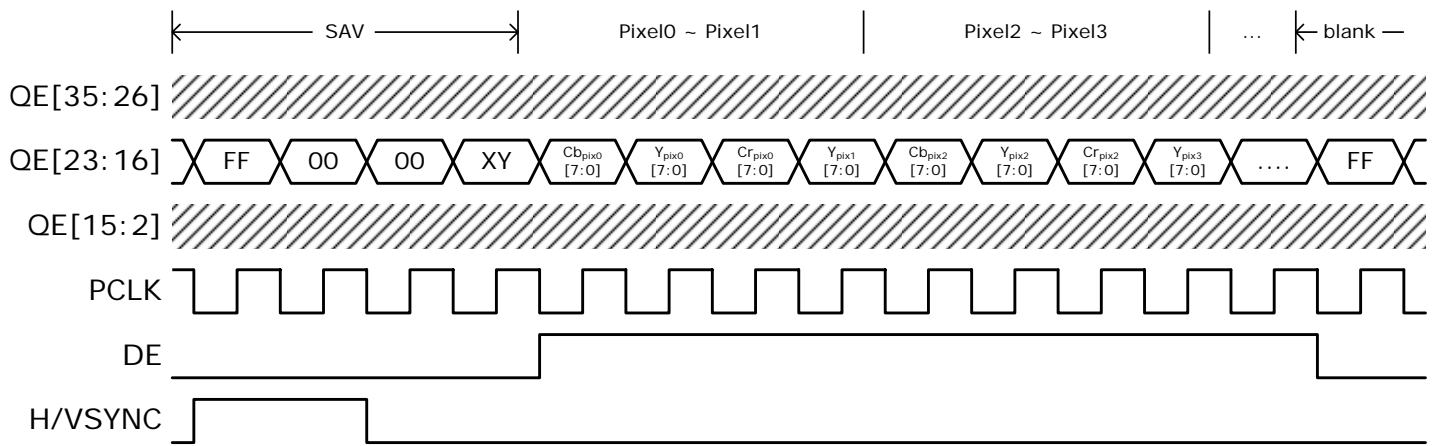 SAV Pixel0 ~ Pixel1 Pixel2 ~ Pixel3 ... blank
QE[35:26]
QE[23:16] FF 00 00 XY Cbpix0 [7:0] Ypix0 [7:0] Crpix0 [7:0] Ypix1 [7:0] Cbpix2 [7:0] Ypix2 [7:0] Crpix2 [7:0] Ypix3 [7:0] .... FF
QE[15:2]
PCLK
DE
H/VSYNC